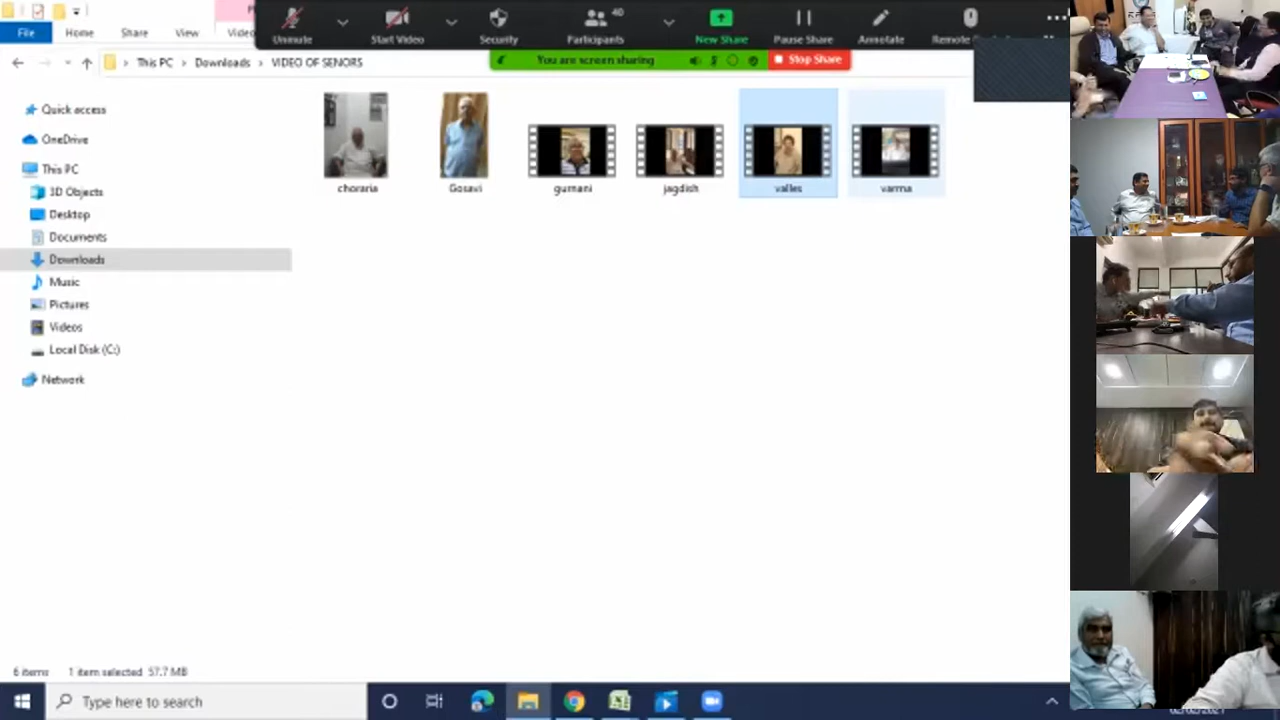 File Home Share View Video
Unmute Start Video Security Participants 40 New Share Pause Share Annotate
You are screen sharing Stop Share
This PC Downloads VIDEO OF SENORS
Quick access
OneDrive
This PC
3D Objects
Desktop
Documents
Downloads
Music
Pictures
Videos
Local Disk (C:)
Network
choraria Gosavi gurnani jagdish valles varma
6 items 1 item selected 57.7 MB
Type here to search